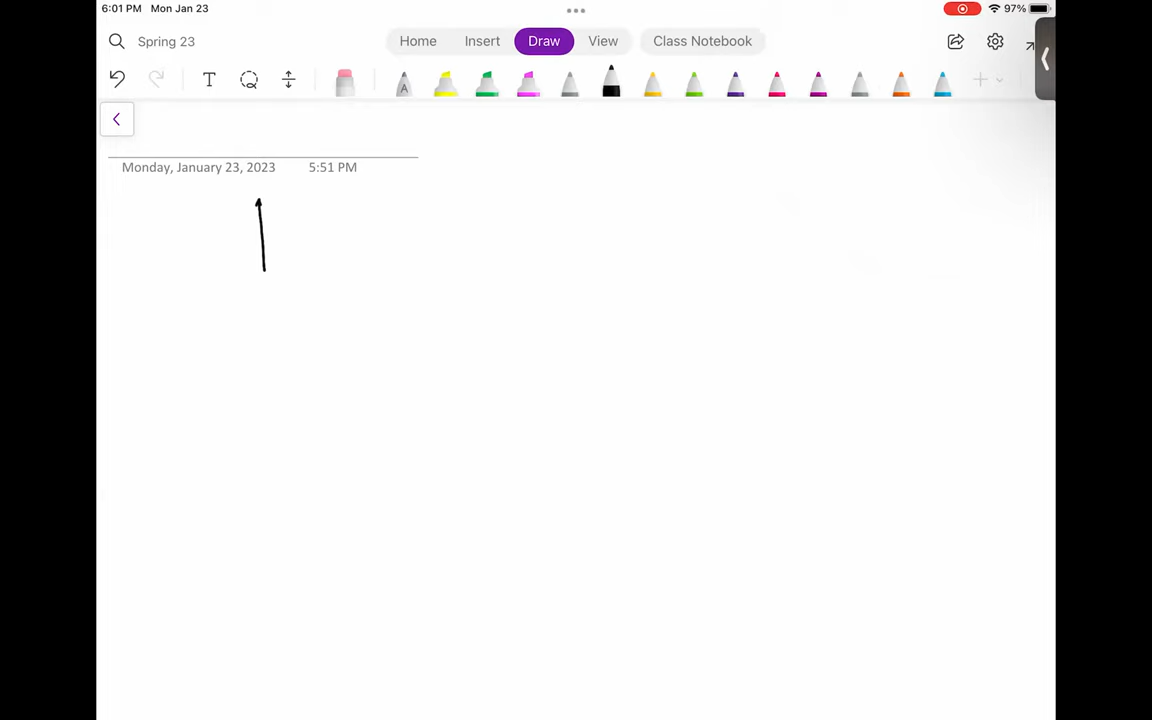 6:01 PM Mon Jan 23
97%
Spring 23
Home Insert Draw View Class Notebook
T
A
Monday, January 23, 2023 5:51 PM